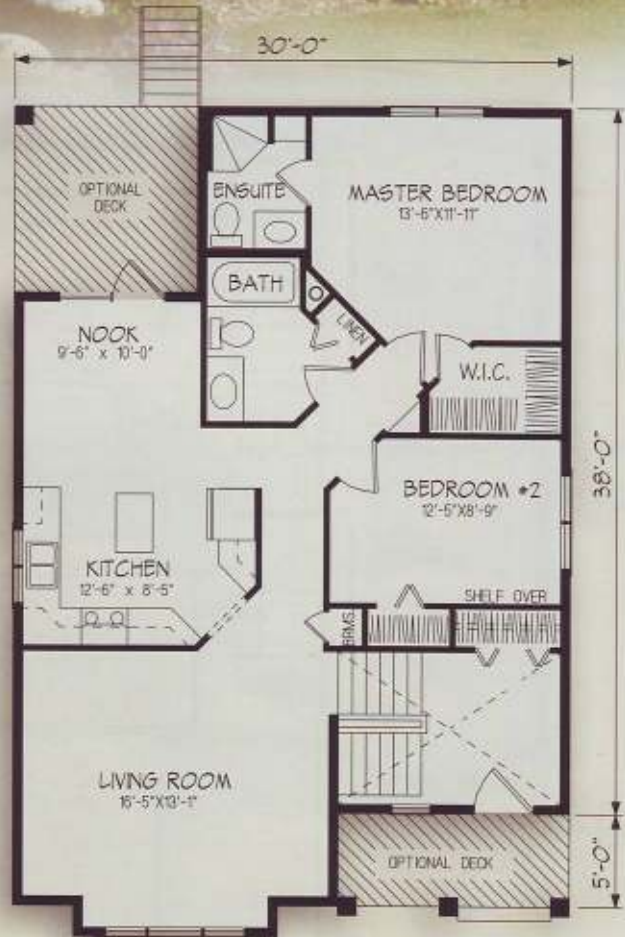 30'-0"
OPTIONAL
DECK
ENSUITE
MASTER BEDROOM
13'-6"X11'-11"
BATH
LINEN
NOOK
9'-6" x 10'-0"
W.I.C.
38'-0"
BEDROOM #2
12'-5"X8'-9"
KITCHEN
12'-6" x 8'-5"
SHELF OVER
BRMS.
LIVING ROOM
16'-5"X13'-1"
OPTIONAL DECK
5'-0"